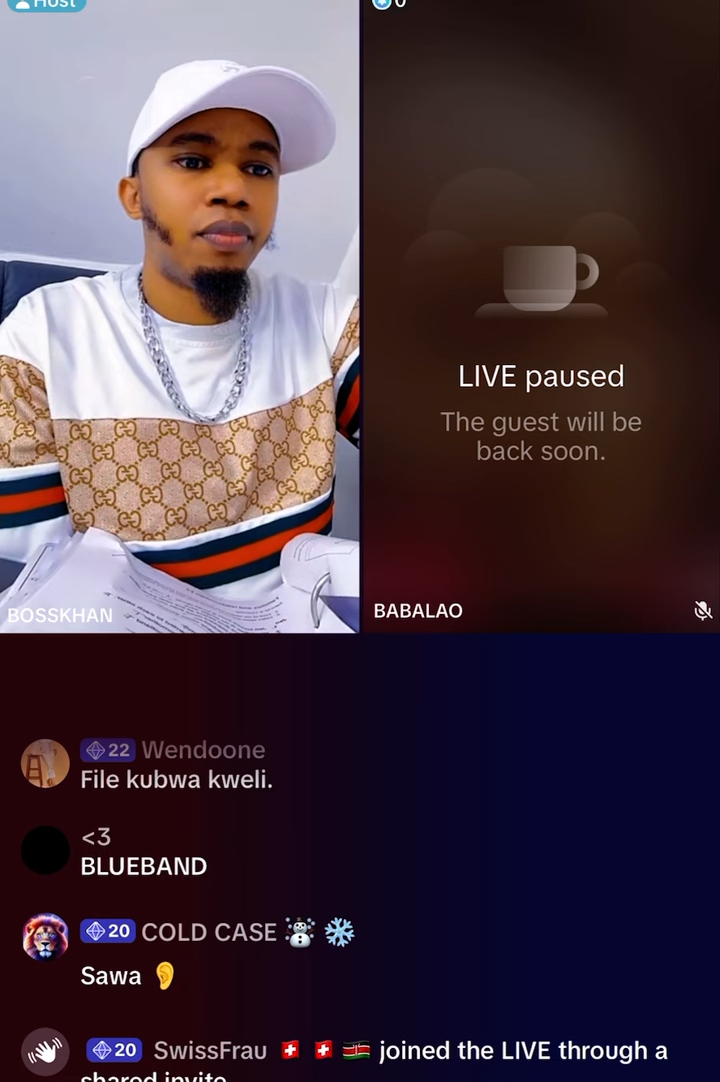 Host
0
LIVE paused
The guest will be
back soon.
BOSSKHAN
BABALAO
22 Wendoone
File kubwa kweli.
<3
BLUEBAND
20 COLD CASE ☃️ ❄️
Sawa 👂
20 SwissFrau 🇨🇭 🇨🇭 🇰🇪 joined the LIVE through a
shared invite